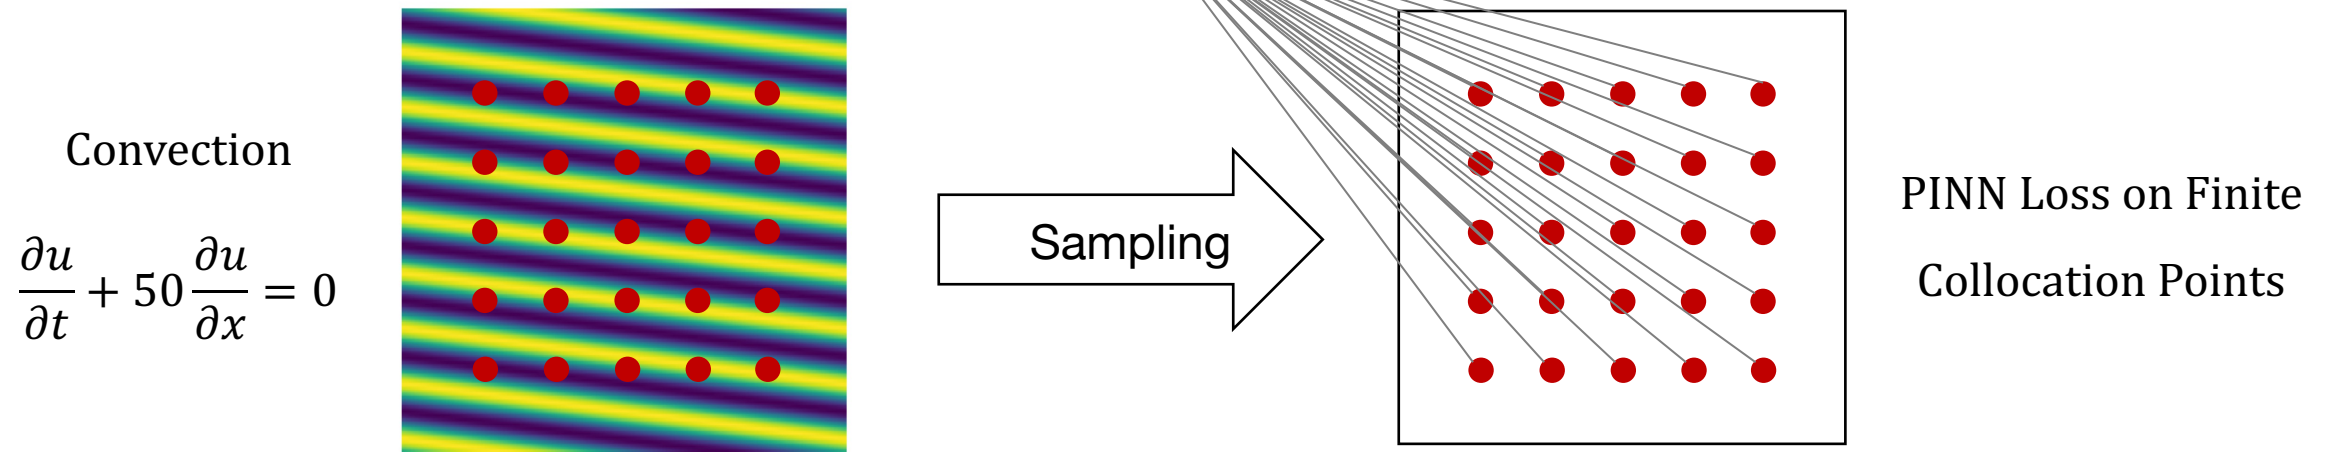 Convection
∂u/∂t + 50 ∂u/∂x = 0
Sampling
PINN Loss on Finite
Collocation Points